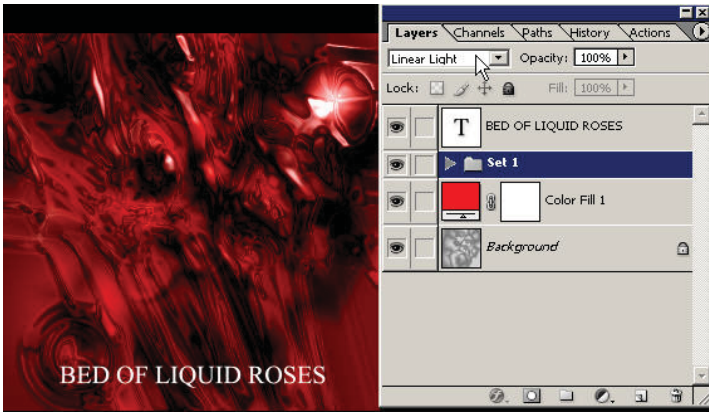 Layers Channels Paths History Actions
Linear Light Opacity: 100%
Lock: Fill: 100%
T BED OF LIQUID ROSES
Set 1
Color Fill 1
Background
BED OF LIQUID ROSES